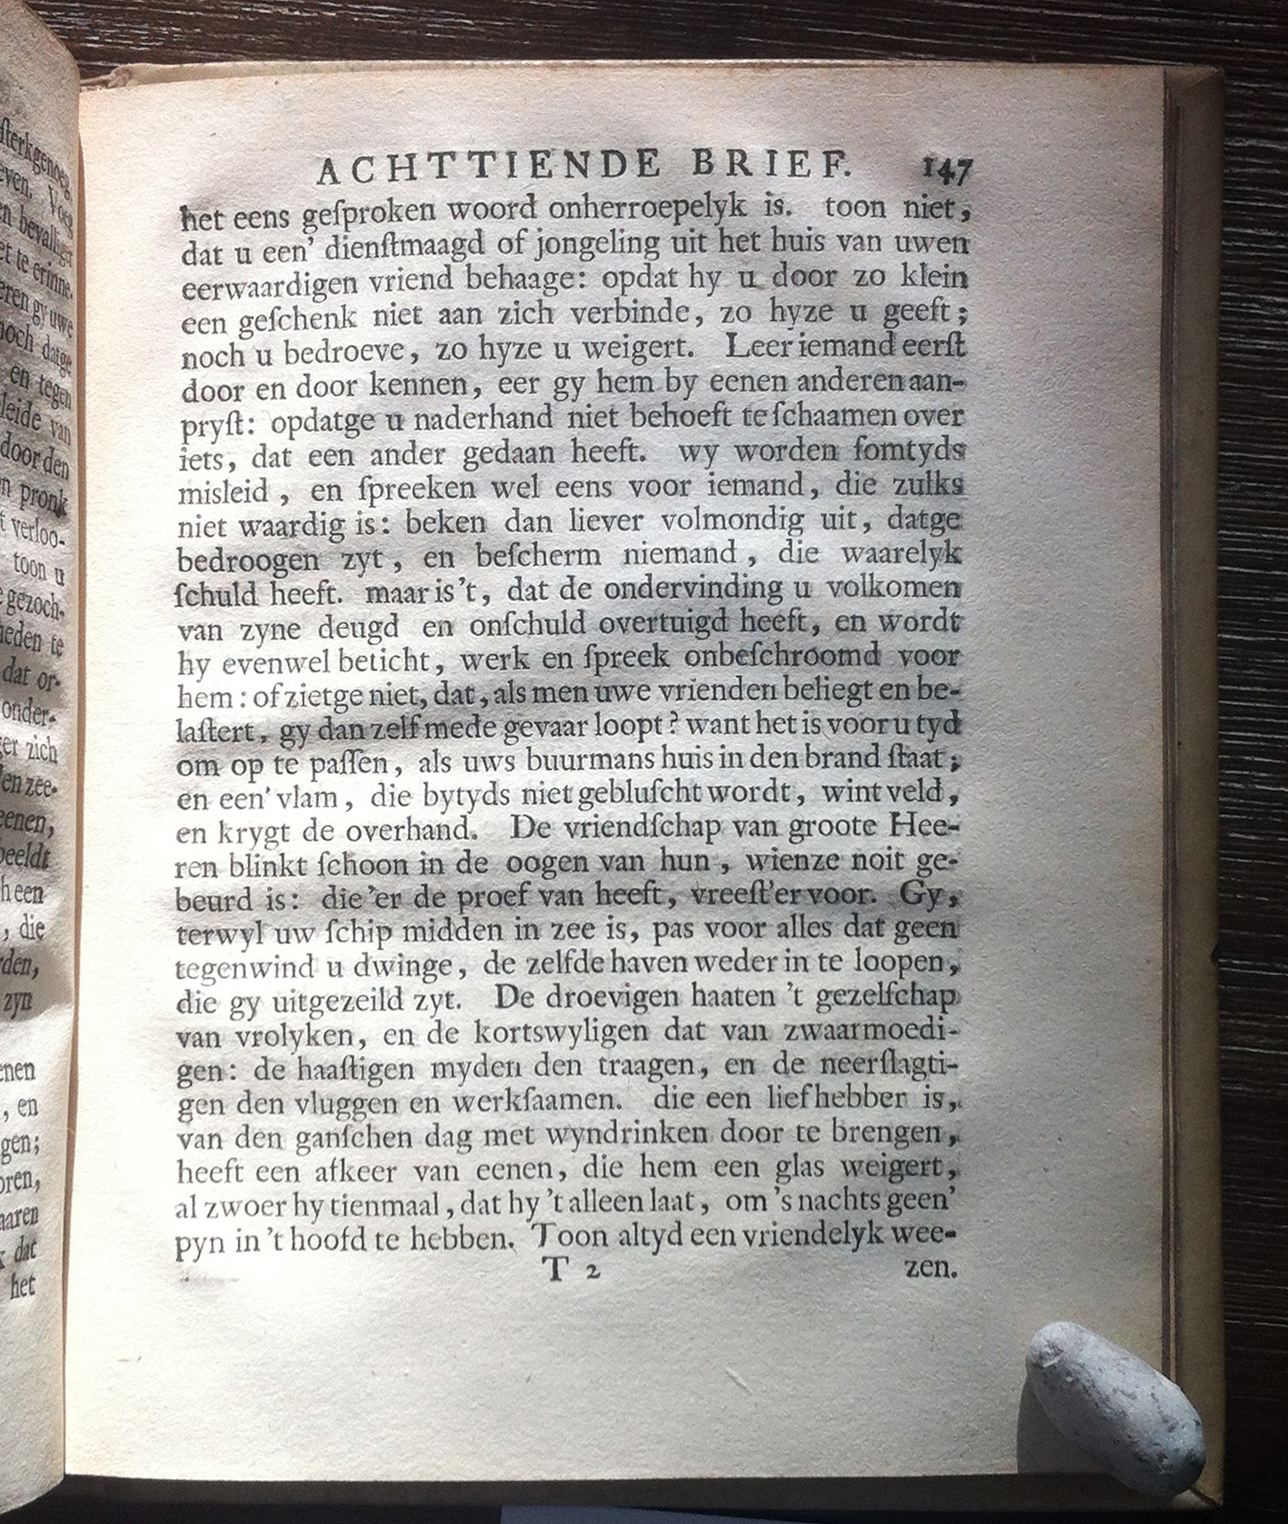 ACHTTIENDE BRIEF. 147
het eens geſproken woord onherroepelyk is. toon niet,
dat u een' dienſtmaagd of jongeling uit het huis van uwen
eerwaardigen vriend behaage: opdat hy u door zo klein
een geſchenk niet aan zich verbinde, zo hyze u geeft;
noch u bedroeve, zo hyze u weigert. Leer iemand eerſt
door en door kennen, eer gy hem by eenen anderen aan-
pryſt: opdatge u naderhand niet behoeft te ſchaamen over
iets, dat een ander gedaan heeft. wy worden ſomtyds
misleid, en ſpreeken wel eens voor iemand, die zulks
niet waardig is: beken dan liever volmondig uit, datge
bedroogen zyt, en beſcherm niemand, die waarelyk
ſchuld heeft. maar is 't, dat de ondervinding u volkomen
van zyne deugd en onſchuld overtuigd heeft, en wordt
hy evenwel beticht, werk en ſpreek onbeſchroomd voor
hem: of zietge niet, dat, als men uwe vrienden beliegt en be-
laſtert, gy dan zelf mede gevaar loopt? want het is voor u tyd
om op te paſſen, als uws buurmans huis in den brand ſtaat;
en een' vlam, die bytyds niet gebluſcht wordt, wint veld,
en krygt de overhand. De vriendſchap van groote Hee-
ren blinkt ſchoon in de oogen van hun, wienze noit ge-
beurd is: die 'er de proef van heeft, vreeſt'er voor. Gy,
terwyl uw ſchip midden in zee is, pas voor alles dat geen
tegenwind u dwinge, de zelfde haven weder in te loopen,
die gy uitgezeild zyt. De droevigen haaten 't gezelſchap
van vrolyken, en de kortswyligen dat van zwaarmoedi-
gen: de haaſtigen myden den traagen, en de neerſlagti-
gen den vluggen en werkſaamen. die een liefhebber is,
van den ganſchen dag met wyndrinken door te brengen,
heeft een afkeer van eenen, die hem een glas weigert,
al zwoer hy tienmaal, dat hy 't alleen laat, om 's nachts geen'
pyn in 't hoofd te hebben. Toon altyd een vriendelyk wee-
T 2 zen.